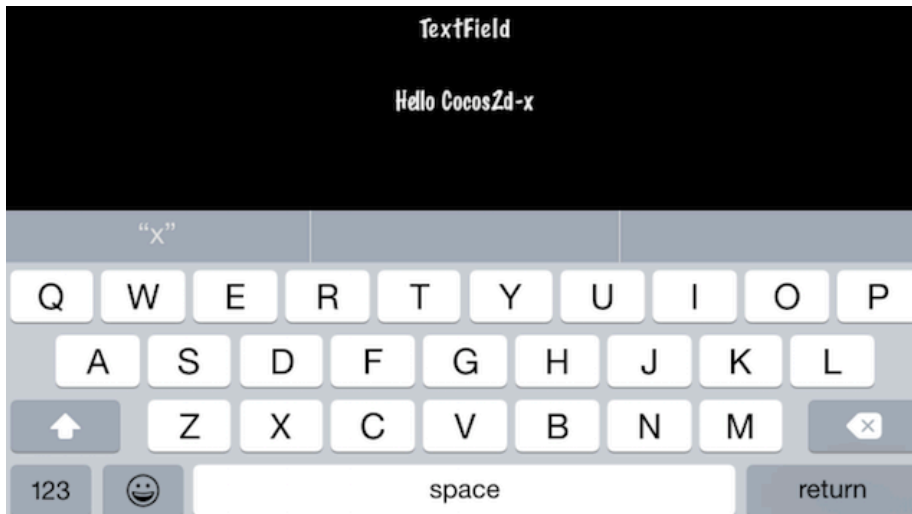 TextField
Hello Cocos2d-x
“x”
Q W E R T Y U I O P
A S D F G H J K L
Z X C V B N M
123 space return